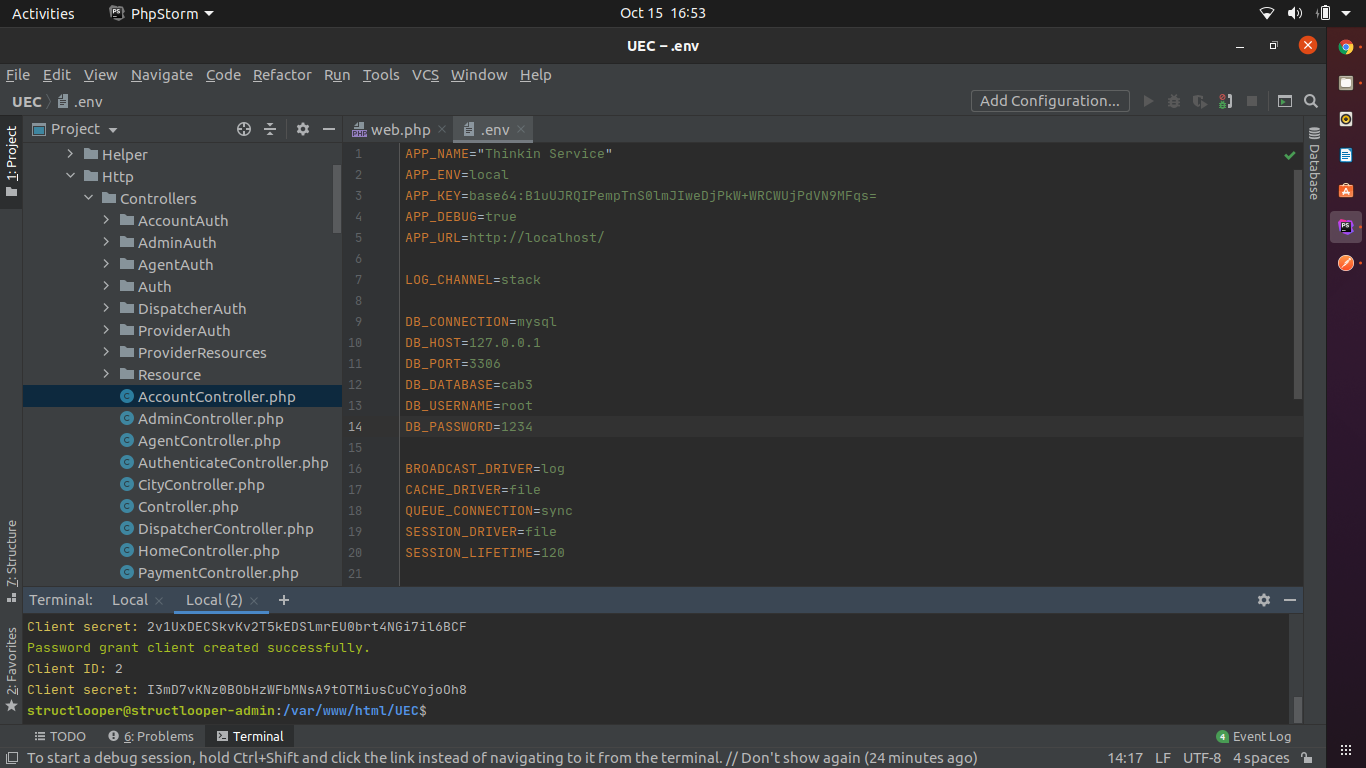 Activities PhpStorm Oct 15 16:53
UEC – .env
File Edit View Navigate Code Refactor Run Tools VCS Window Help
UEC .env Add Configuration...
1: Project
Project
web.php .env
Database
Helper
Http
Controllers
AccountAuth
AdminAuth
AgentAuth
Auth
DispatcherAuth
ProviderAuth
ProviderResources
Resource
AccountController.php
AdminController.php
AgentController.php
AuthenticateController.php
CityController.php
Controller.php
DispatcherController.php
HomeController.php
PaymentController.php
1 APP_NAME="Thinkin Service"
2 APP_ENV=local
3 APP_KEY=base64:B1uUJRQIPempTnS0lmJIweDjPkW+WRCWUjPdVN9MFqs=
4 APP_DEBUG=true
5 APP_URL=http://localhost/
6
7 LOG_CHANNEL=stack
8
9 DB_CONNECTION=mysql
10 DB_HOST=127.0.0.1
11 DB_PORT=3306
12 DB_DATABASE=cab3
13 DB_USERNAME=root
14 DB_PASSWORD=1234
15
16 BROADCAST_DRIVER=log
17 CACHE_DRIVER=file
18 QUEUE_CONNECTION=sync
19 SESSION_DRIVER=file
20 SESSION_LIFETIME=120
21
7: Structure
2: Favorites
Terminal: Local Local (2)
Client secret: 2v1UxDECSkvKv2T5kEDSlmrEU0brt4NGi7il6BCF
Password grant client created successfully.
Client ID: 2
Client secret: I3mD7vKNz0BObHzWFbMNsA9tOTMiusCuCYojoOh8
structlooper@structlooper-admin:/var/www/html/UEC$
TODO 6: Problems Terminal 4 Event Log
To start a debug session, hold Ctrl+Shift and click the link instead of navigating to it from the terminal. // Don't show again (24 minutes ago) 14:17 LF UTF-8 4 spaces